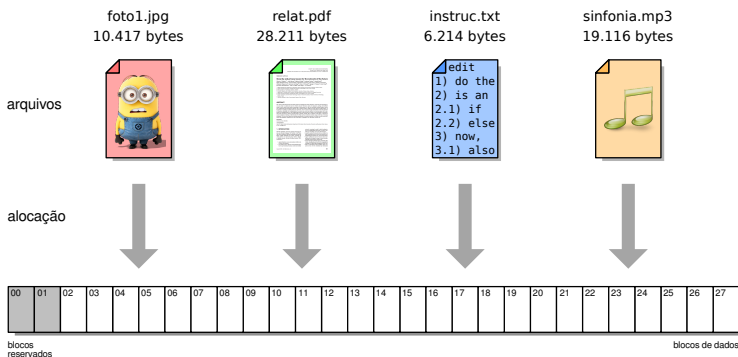 foto1.jpg
10.417 bytes
relat.pdf
28.211 bytes
instruc.txt
6.214 bytes
sinfonia.mp3
19.116 bytes
arquivos
edit
1) do the
2) is an
2.1) if
2.2) else
3) now,
3.1) also
alocação
00 01 02 03 04 05 06 07 08 09 10 11 12 13 14 15 16 17 18 19 20 21 22 23 24 25 26 27
blocos
reservados
blocos de dados